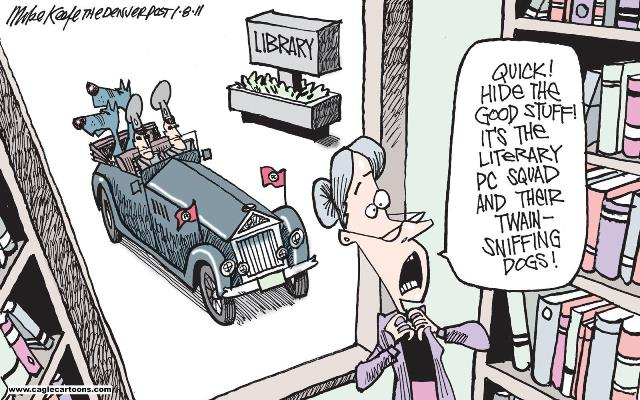 Mike Keefe THE DENVER POST 1·8·11
LIBRARY
QUICK!
HIDE THE
GOOD STUFF!
IT'S THE
LITERARY
PC SQUAD
AND THEIR
TWAIN-
SNIFFING
DOGS!
www.caglecartoons.com